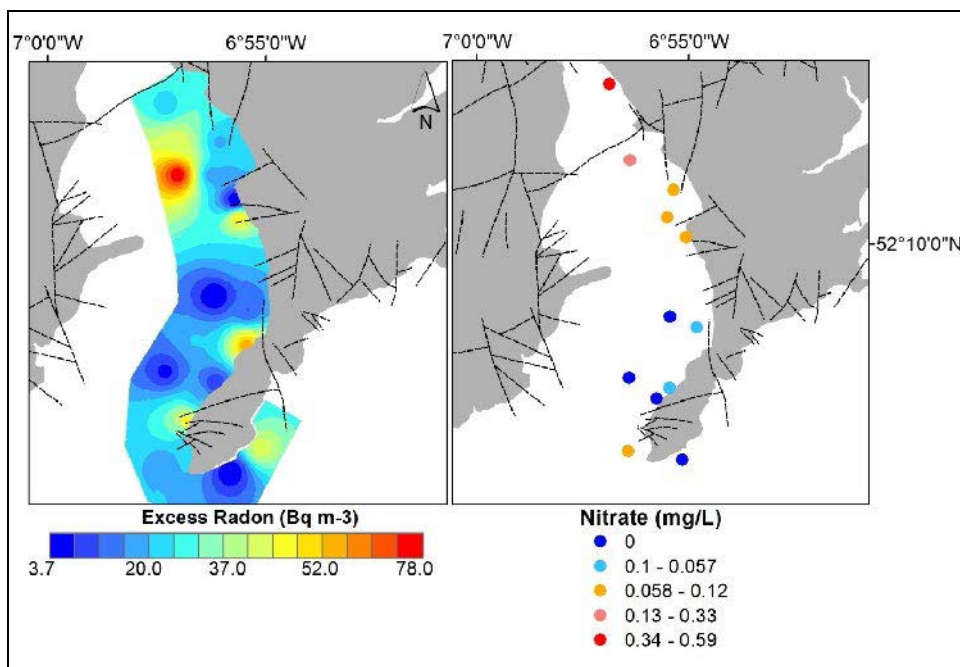 7°0'0"W 6°55'0"W 7°0'0"W 6°55'0"W
N
52°10'0"N
Excess Radon (Bq m-3)
3.7 20.0 37.0 52.0 78.0
Nitrate (mg/L)
0
0.1 - 0.057
0.058 - 0.12
0.13 - 0.33
0.34 - 0.59